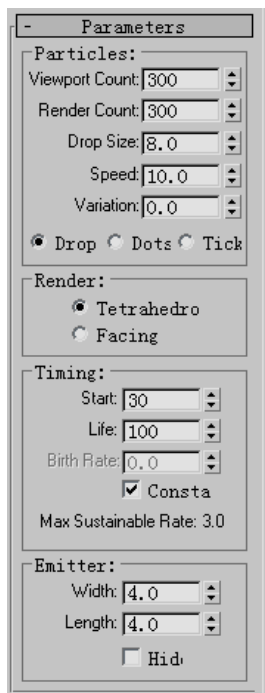 - Parameters
Particles:
Viewport Count: 300
Render Count: 300
Drop Size: 8.0
Speed: 10.0
Variation: 0.0
Drop Dots Tick
Render:
Tetrahedro
Facing
Timing:
Start: 30
Life: 100
Birth Rate: 0.0
Consta
Max Sustainable Rate: 3.0
Emitter:
Width: 4.0
Length: 4.0
Hid